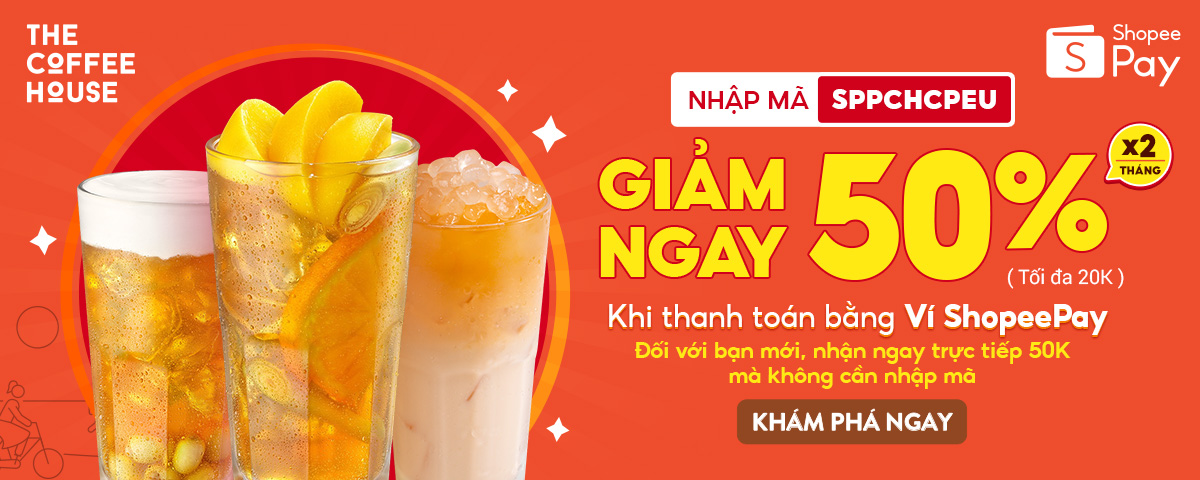 THE
COFFEE
HOUSE
Shopee
Pay
S
NHẬP MÃ SPPCHCPEU
GIẢM
NGAY
50%
x2
THÁNG
( Tối đa 20K )
Khi thanh toán bằng Ví ShopeePay
Đối với bạn mới, nhận ngay trực tiếp 50K
mà không cần nhập mã
KHÁM PHÁ NGAY